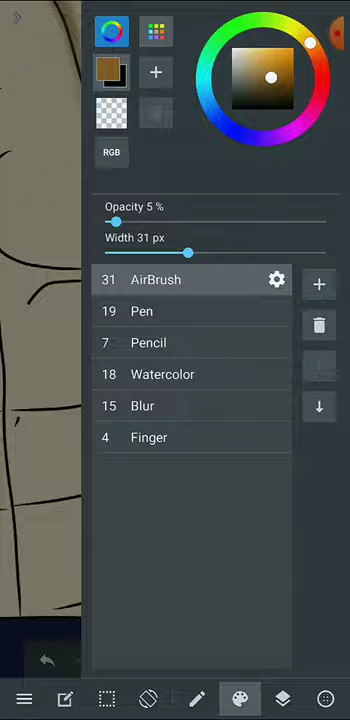 RGB
Opacity 5 %
Width 31 px
31 AirBrush
19 Pen
7 Pencil
18 Watercolor
15 Blur
4 Finger